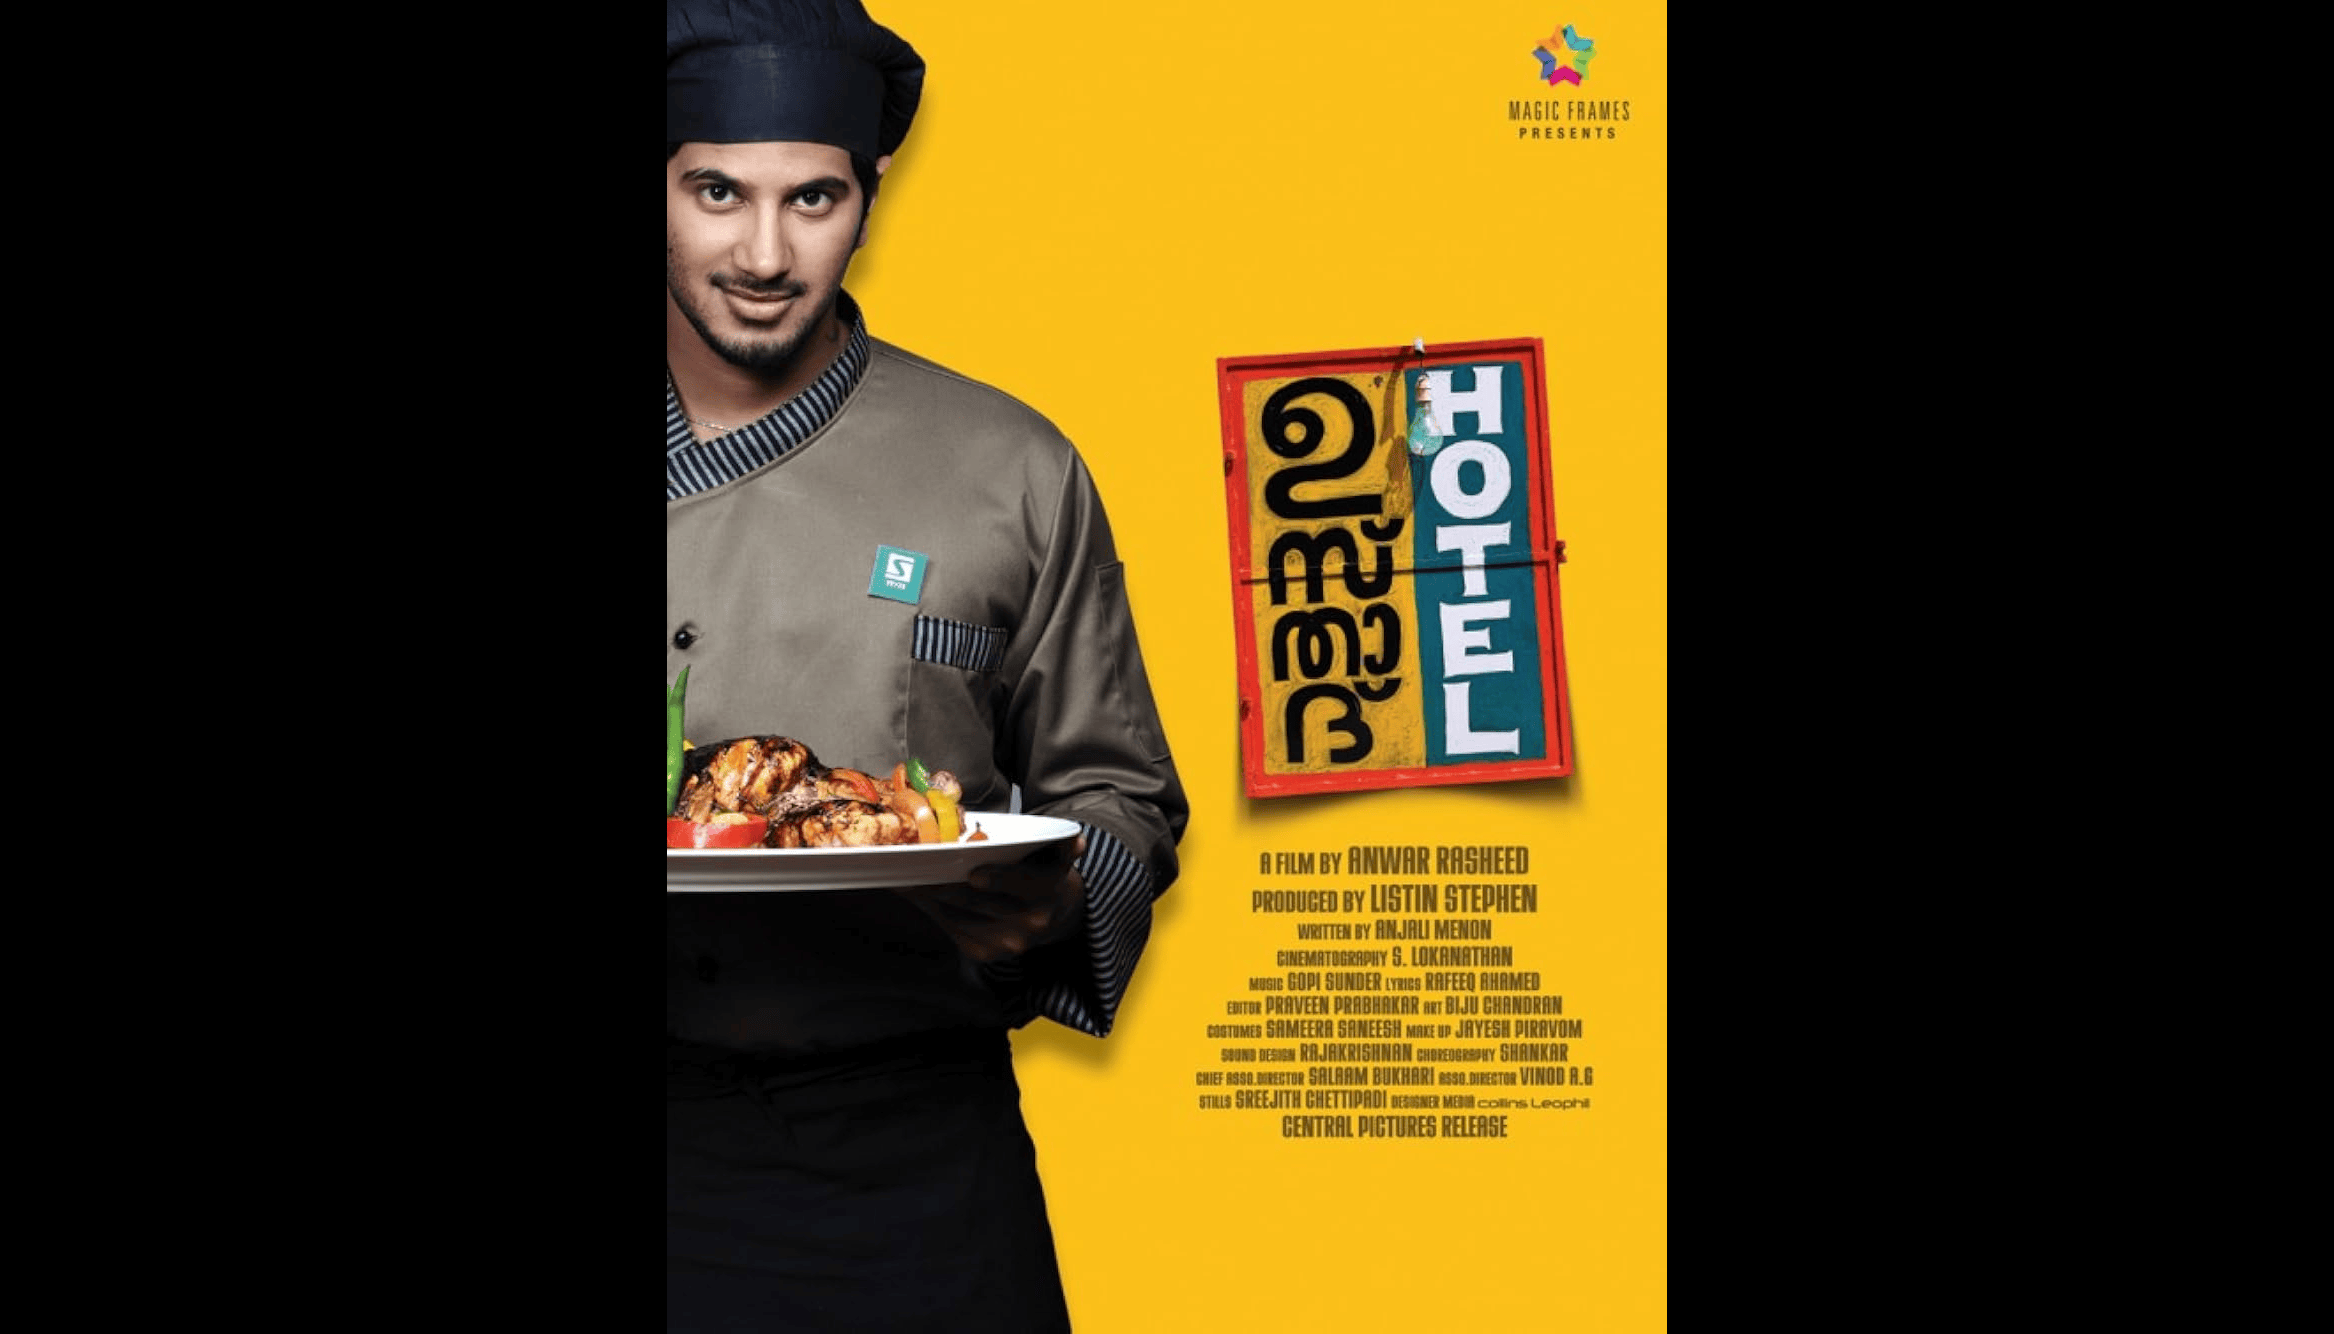 MAGIC FRAMES
PRESENTS
ഉസ്താദ്
HOTEL
A FILM BY ANWAR RASHEED
PRODUCED BY LISTIN STEPHEN
WRITTEN BY ANJALI MENON
CINEMATOGRAPHY S. LOKANATHAN
MUSIC GOPI SUNDER LYRICS RAFEEQ AHAMED
EDITOR PRAVEEN PRABHAKAR ART BIJU CHANDRAN
COSTUMES SAMEERA SANEESH MAKE UP JAYESH PIRAVOM
SOUND DESIGN RAJAKRISHNAN CHOREOGRAPHY SHANKAR
CHIEF ASSO.DIRECTOR SALAAM BUKHARI ASSO.DIRECTOR VINOD A.G
STILLS SREEJITH CHETTIPADI DESIGNER MEDIA collins Leophil
CENTRAL PICTURES RELEASE